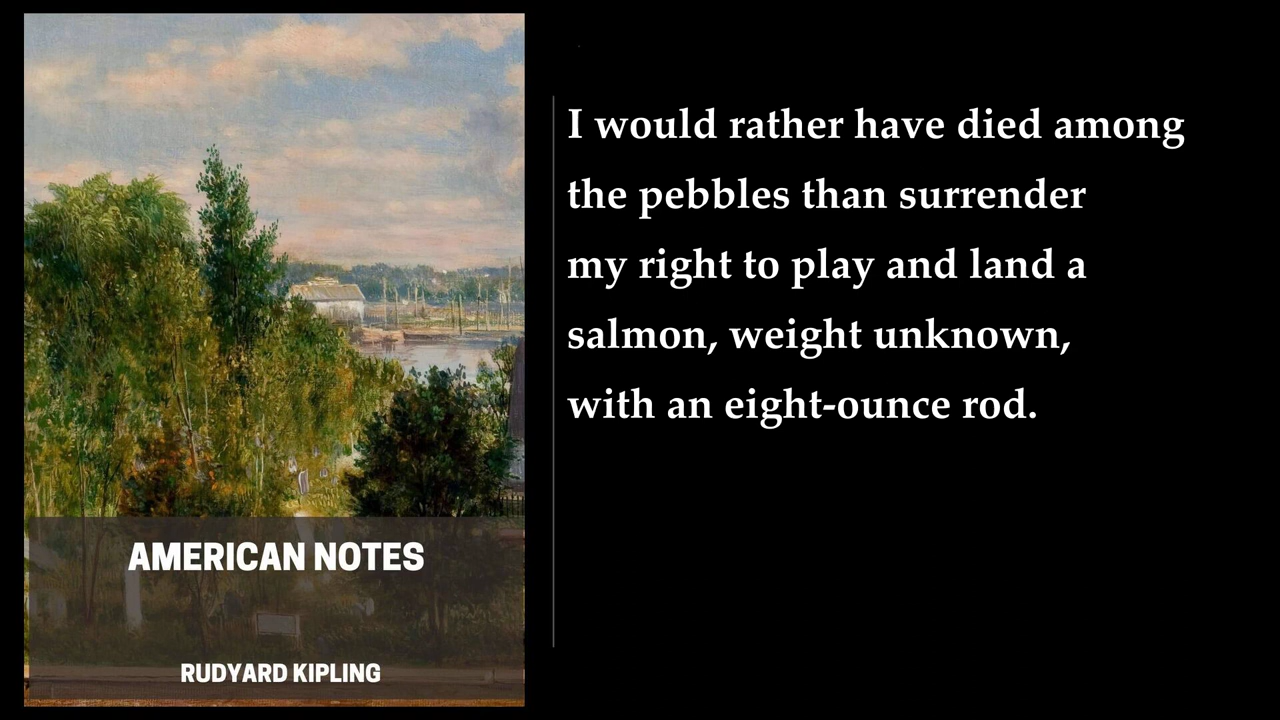 AMERICAN NOTES
RUDYARD KIPLING
I would rather have died among
the pebbles than surrender
my right to play and land a
salmon, weight unknown,
with an eight-ounce rod.